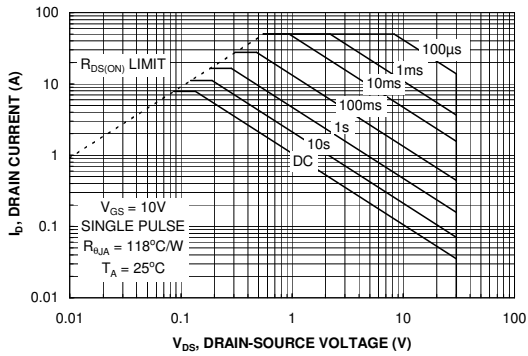 I_D, DRAIN CURRENT (A)
100
10
1
0.1
0.01
R_DS(ON) LIMIT
100µs
1ms
10ms
100ms
1s
10s
DC
V_GS = 10V
SINGLE PULSE
R_θJA = 118°C/W
T_A = 25°C
0.01 0.1 1 10 100
V_DS, DRAIN-SOURCE VOLTAGE (V)